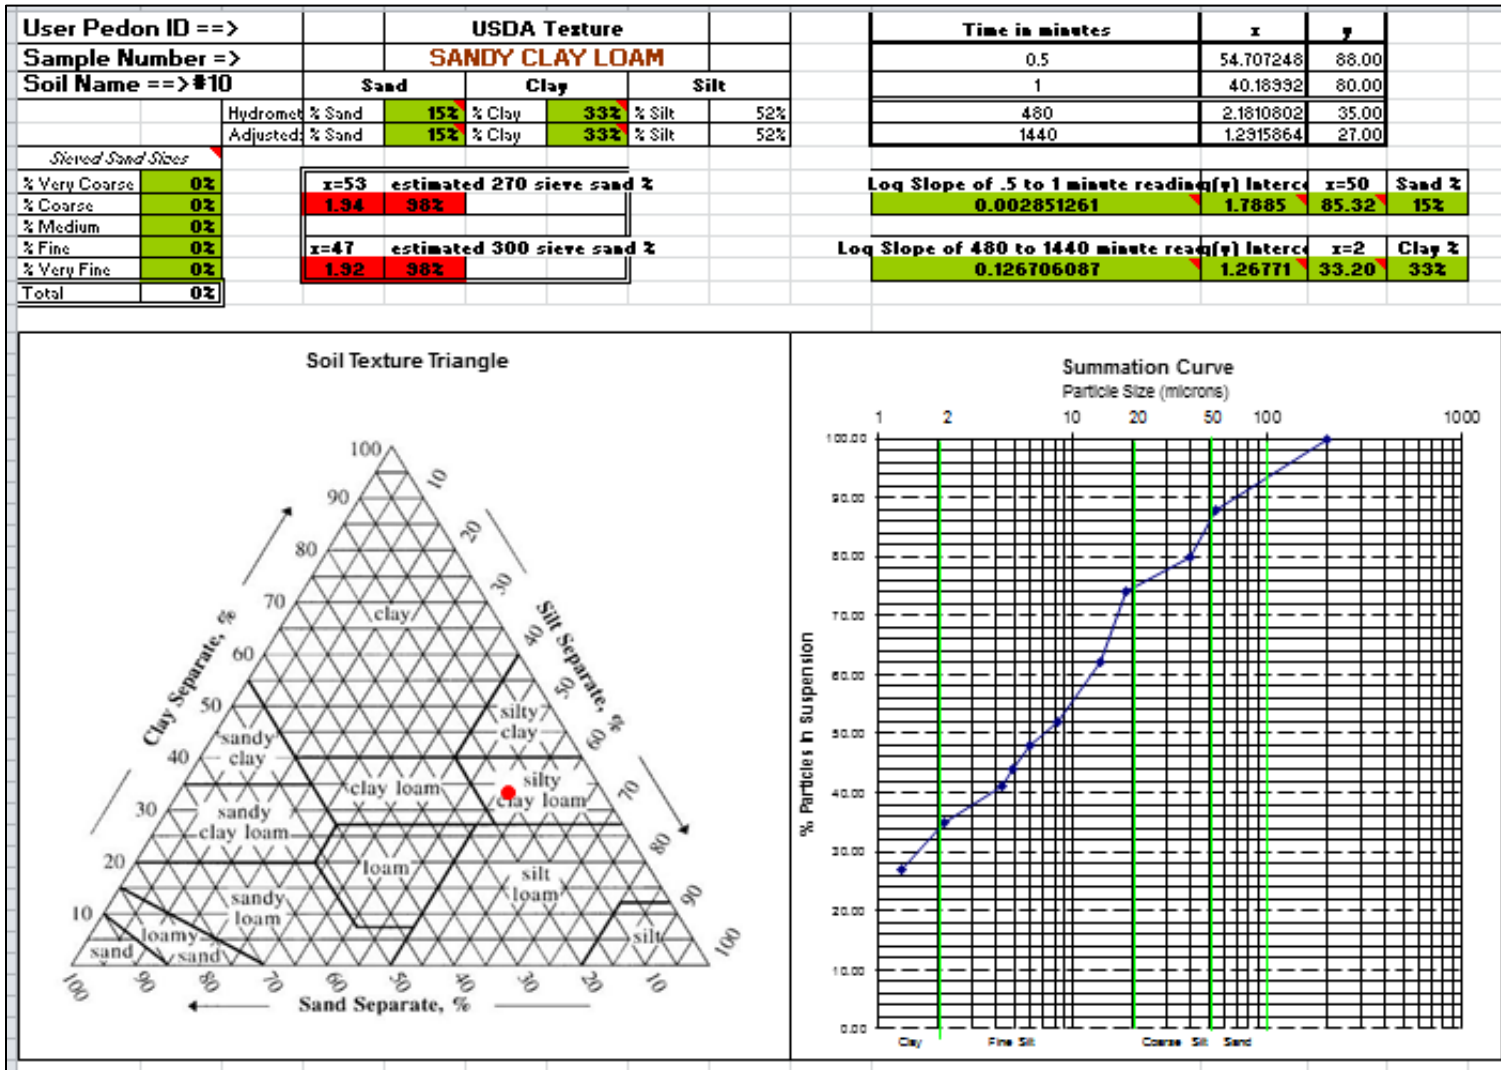 User Pedon ID ==> USDA Texture
Sample Number => SANDY CLAY LOAM
Soil Name ==> #10 Sand Clay Silt
Hydromet % Sand 15% % Clay 33% % Silt 52%
Adjusted: % Sand 15% % Clay 33% % Silt 52%
Sieved Sand Sizes
% Very Coarse 0%
% Coarse 0%
% Medium 0%
% Fine 0%
% Very Fine 0%
Total 0%
x=53 estimated 270 sieve sand %
1.94 98%
x=47 estimated 300 sieve sand %
1.92 98%
Time in minutes x y
0.5 54.707248 88.00
1 40.18992 80.00
480 2.1810802 35.00
1440 1.2915864 27.00
Log Slope of .5 to 1 minute reading(y) Interce x=50 Sand %
0.002851261 1.7885 85.32 15%
Log Slope of 480 to 1440 minute read(y) Interce x=2 Clay %
0.126706087 1.26771 33.20 33%
Soil Texture Triangle
100
90
80
70
60
50
40
30
20
10
Clay Separate, %
10
20
30
40
50
60
70
80
90
100
Silt Separate, %
clay
silty
clay
sandy
clay
clay loam
silty
clay loam
sandy
clay loam
loam
silt
loam
sandy
loam
loamy
sand
sand
silt
100 90 80 70 60 50 40 30 20 10
Sand Separate, %
Summation Curve
Particle Size (microns)
1 2 10 20 50 100 1000
100.00
90.00
80.00
70.00
60.00
50.00
40.00
30.00
20.00
10.00
0.00
% Particles In Suspension
Clay Fine Silt Coarse Silt Sand